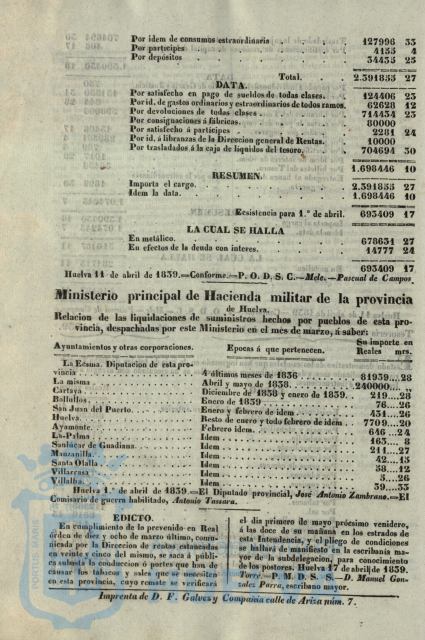 Por idem de consumos estraordinaria . . . . . 127996 33
Por participes . . . . . 4155 4
Por depósitos . . . . . 34435 25
Total. . . . 2.391835 27
DATA.
Por satisfecho en pago de sueldos de todas clases. . . 124406 23
Por id. de gastos ordinarios y estraordinarios de todos ramos. 62628 12
Por devoluciones de todas clases . . . . 714434 23
Por consignaciones á fábricas. . . . 80000
Por satisfecho á partícipes . . . . 2281 24
Por id. á libranzas de la Direccion general de Rentas. 10000
Por trasladados á la caja de líquidos del tesoro. . . 704694 30
1.698446 10
RESUMEN.
Importa el cargo. . . . . 2.391835 27
Idem la data. . . . . 1.698446 10
Existencia para 1.º de abril. 693409 17
LA CUAL SE HALLA
En metálico. . . . . 678631 27
En efectos de la deuda con interes. . . . 14777 24
693409 17
Huelva 11 de abril de 1839.=Conforme.=P. O. D. S. C.=Mele.=Pascual de Campos
Ministerio principal de Hacienda militar de la provincia
de Huelva.
Relacion de las liquidaciones de suministros hechos por pueblos de esta pro-
vincia, despachadas por este Ministerio en el mes de marzo, á saber:
Su importe en
Ayuntamientos y otras corporaciones. Epocas á que pertenecen. Reales mrs.
La Ecsma. Diputacion de esta pro-
vincia . . . . 4 últimos meses de 1836 . . . . 81939...28
La misma . . . . Abril y mayo de 1838. . . . 240000... „
Cartaya . . . . Diciembre de 1838 y enero de 1839. . 219...28
Bollullos. . . . Enero de 1839 . . . . 76...26
San Juan del Puerto. . . . Enero y febrero de idem . . . . 431...26
Huelva. . . . Resto de enero y todo febrero de idem . 7709...20
Ayamonte. . . . Febrero idem. . . . 646...24
La-Palma . . . . Idem . . . . 163... 8
Sanlúcar de Guadiana. . . . Idem . . . . 211...27
Manzanilla. . . . Idem . . . . 42...13
Santa Olalla. . . . Idem . . . . 38...12
Villarrasa . . . . Idem . . . . 5...26
Villalba. . . . Idem . . . . 39...33
Huelva 1.º de abril de 1839.=El Diputado provincial, José Antonio Zambrano.=El
Comisario de guerra habilitado, Antonio Tassara.
EDICTO.
En cumplimiento de lo prevenido en Real
órden de diez y ocho de marzo último, comu-
nicada por la Direccion de rentas estancadas
en veinte y cinco del mismo, se saca á públi-
ca subasta la conduccion ó portes que han de
causar los tabacos y sales que se necesiten
en esta provincia, cuyo remate se verificará
el dia primero de mayo prócsimo venidero,
á las doce de su mañana en los estrados de
esta Intendencia, y el pliego de condiciones
se hallará de manifiesto en la escribanía ma-
yor de la subdelegacion, para conocimiento
de los postores. Huelva 17 de abril de 1839.
Torre.=P. M. D. S. S.=D. Manuel Gon-
zalez Parra, escribano mayor.
Imprenta de D. F. Galvez y Compañía calle de Ariza núm. 7.
PORTUS MARIS